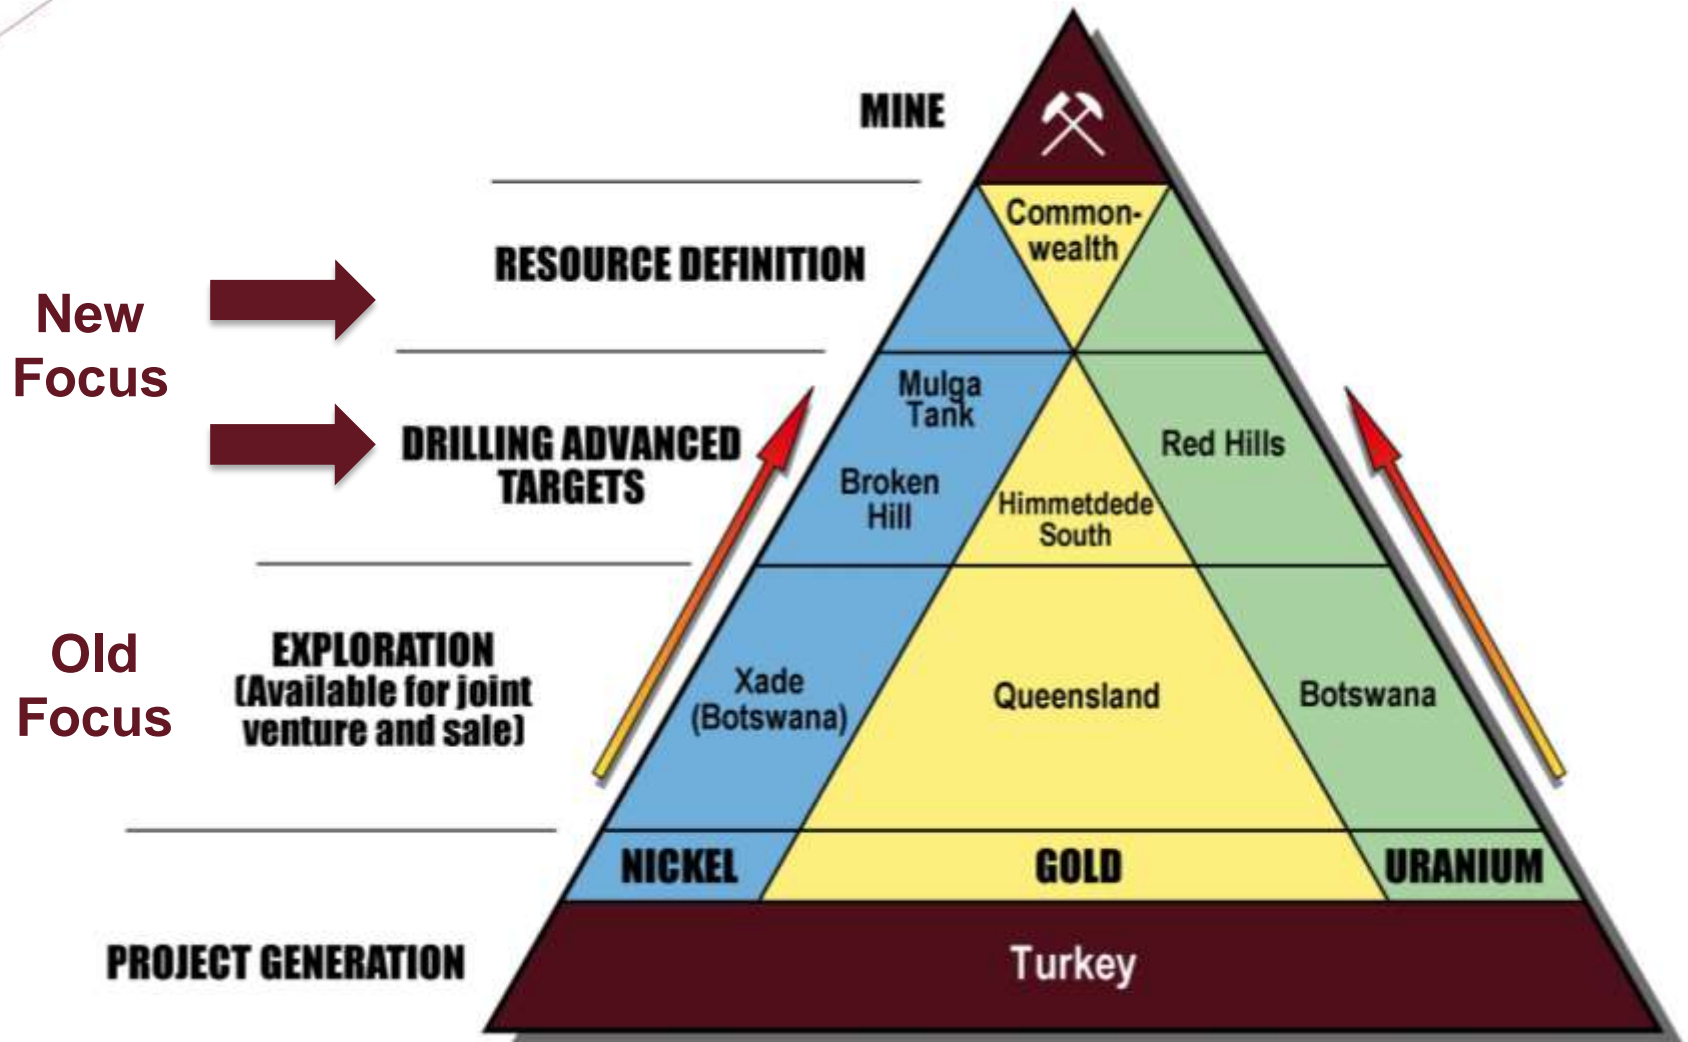 MINE
Common-
wealth
RESOURCE DEFINITION
New
Focus
Mulga
Tank
DRILLING ADVANCED
TARGETS
Red Hills
Broken
Hill
Himmetdede
South
Old
Focus
EXPLORATION
(Available for joint
venture and sale)
Xade
(Botswana)
Queensland
Botswana
NICKEL
GOLD
URANIUM
PROJECT GENERATION
Turkey